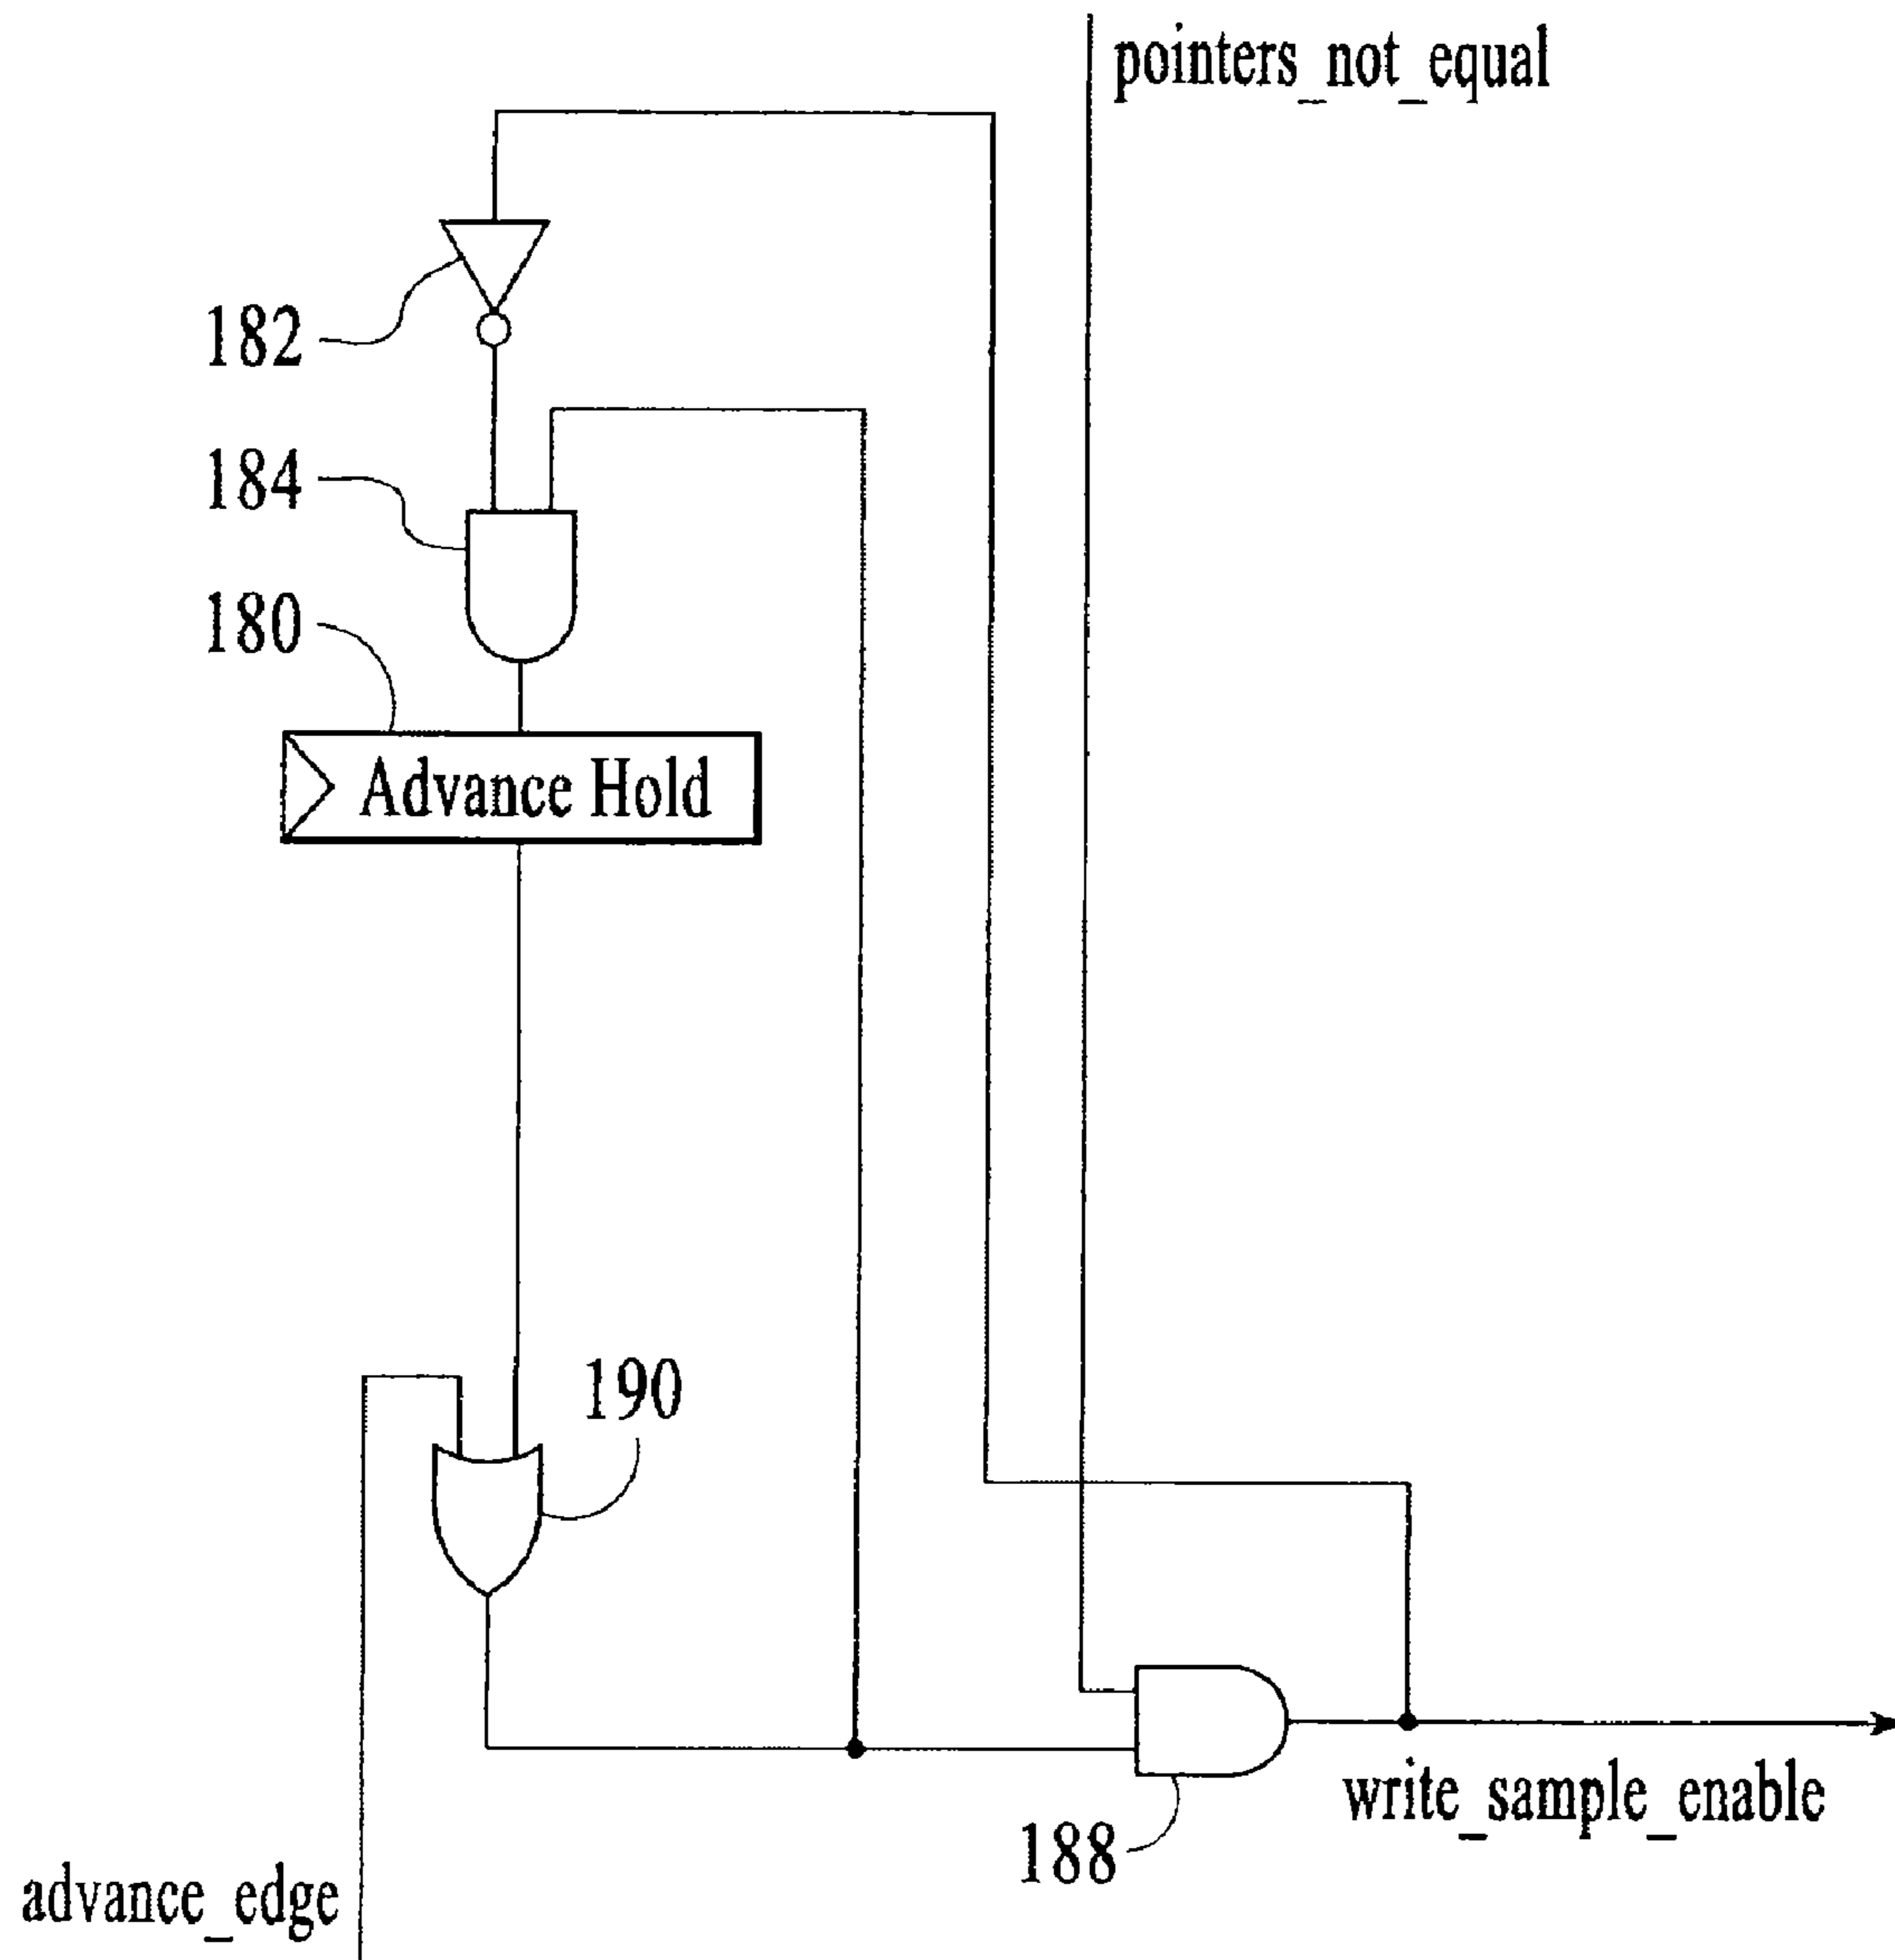 pointers_not_equal
182
184
180
Advance Hold
190
write_sample_enable
188
advance_edge